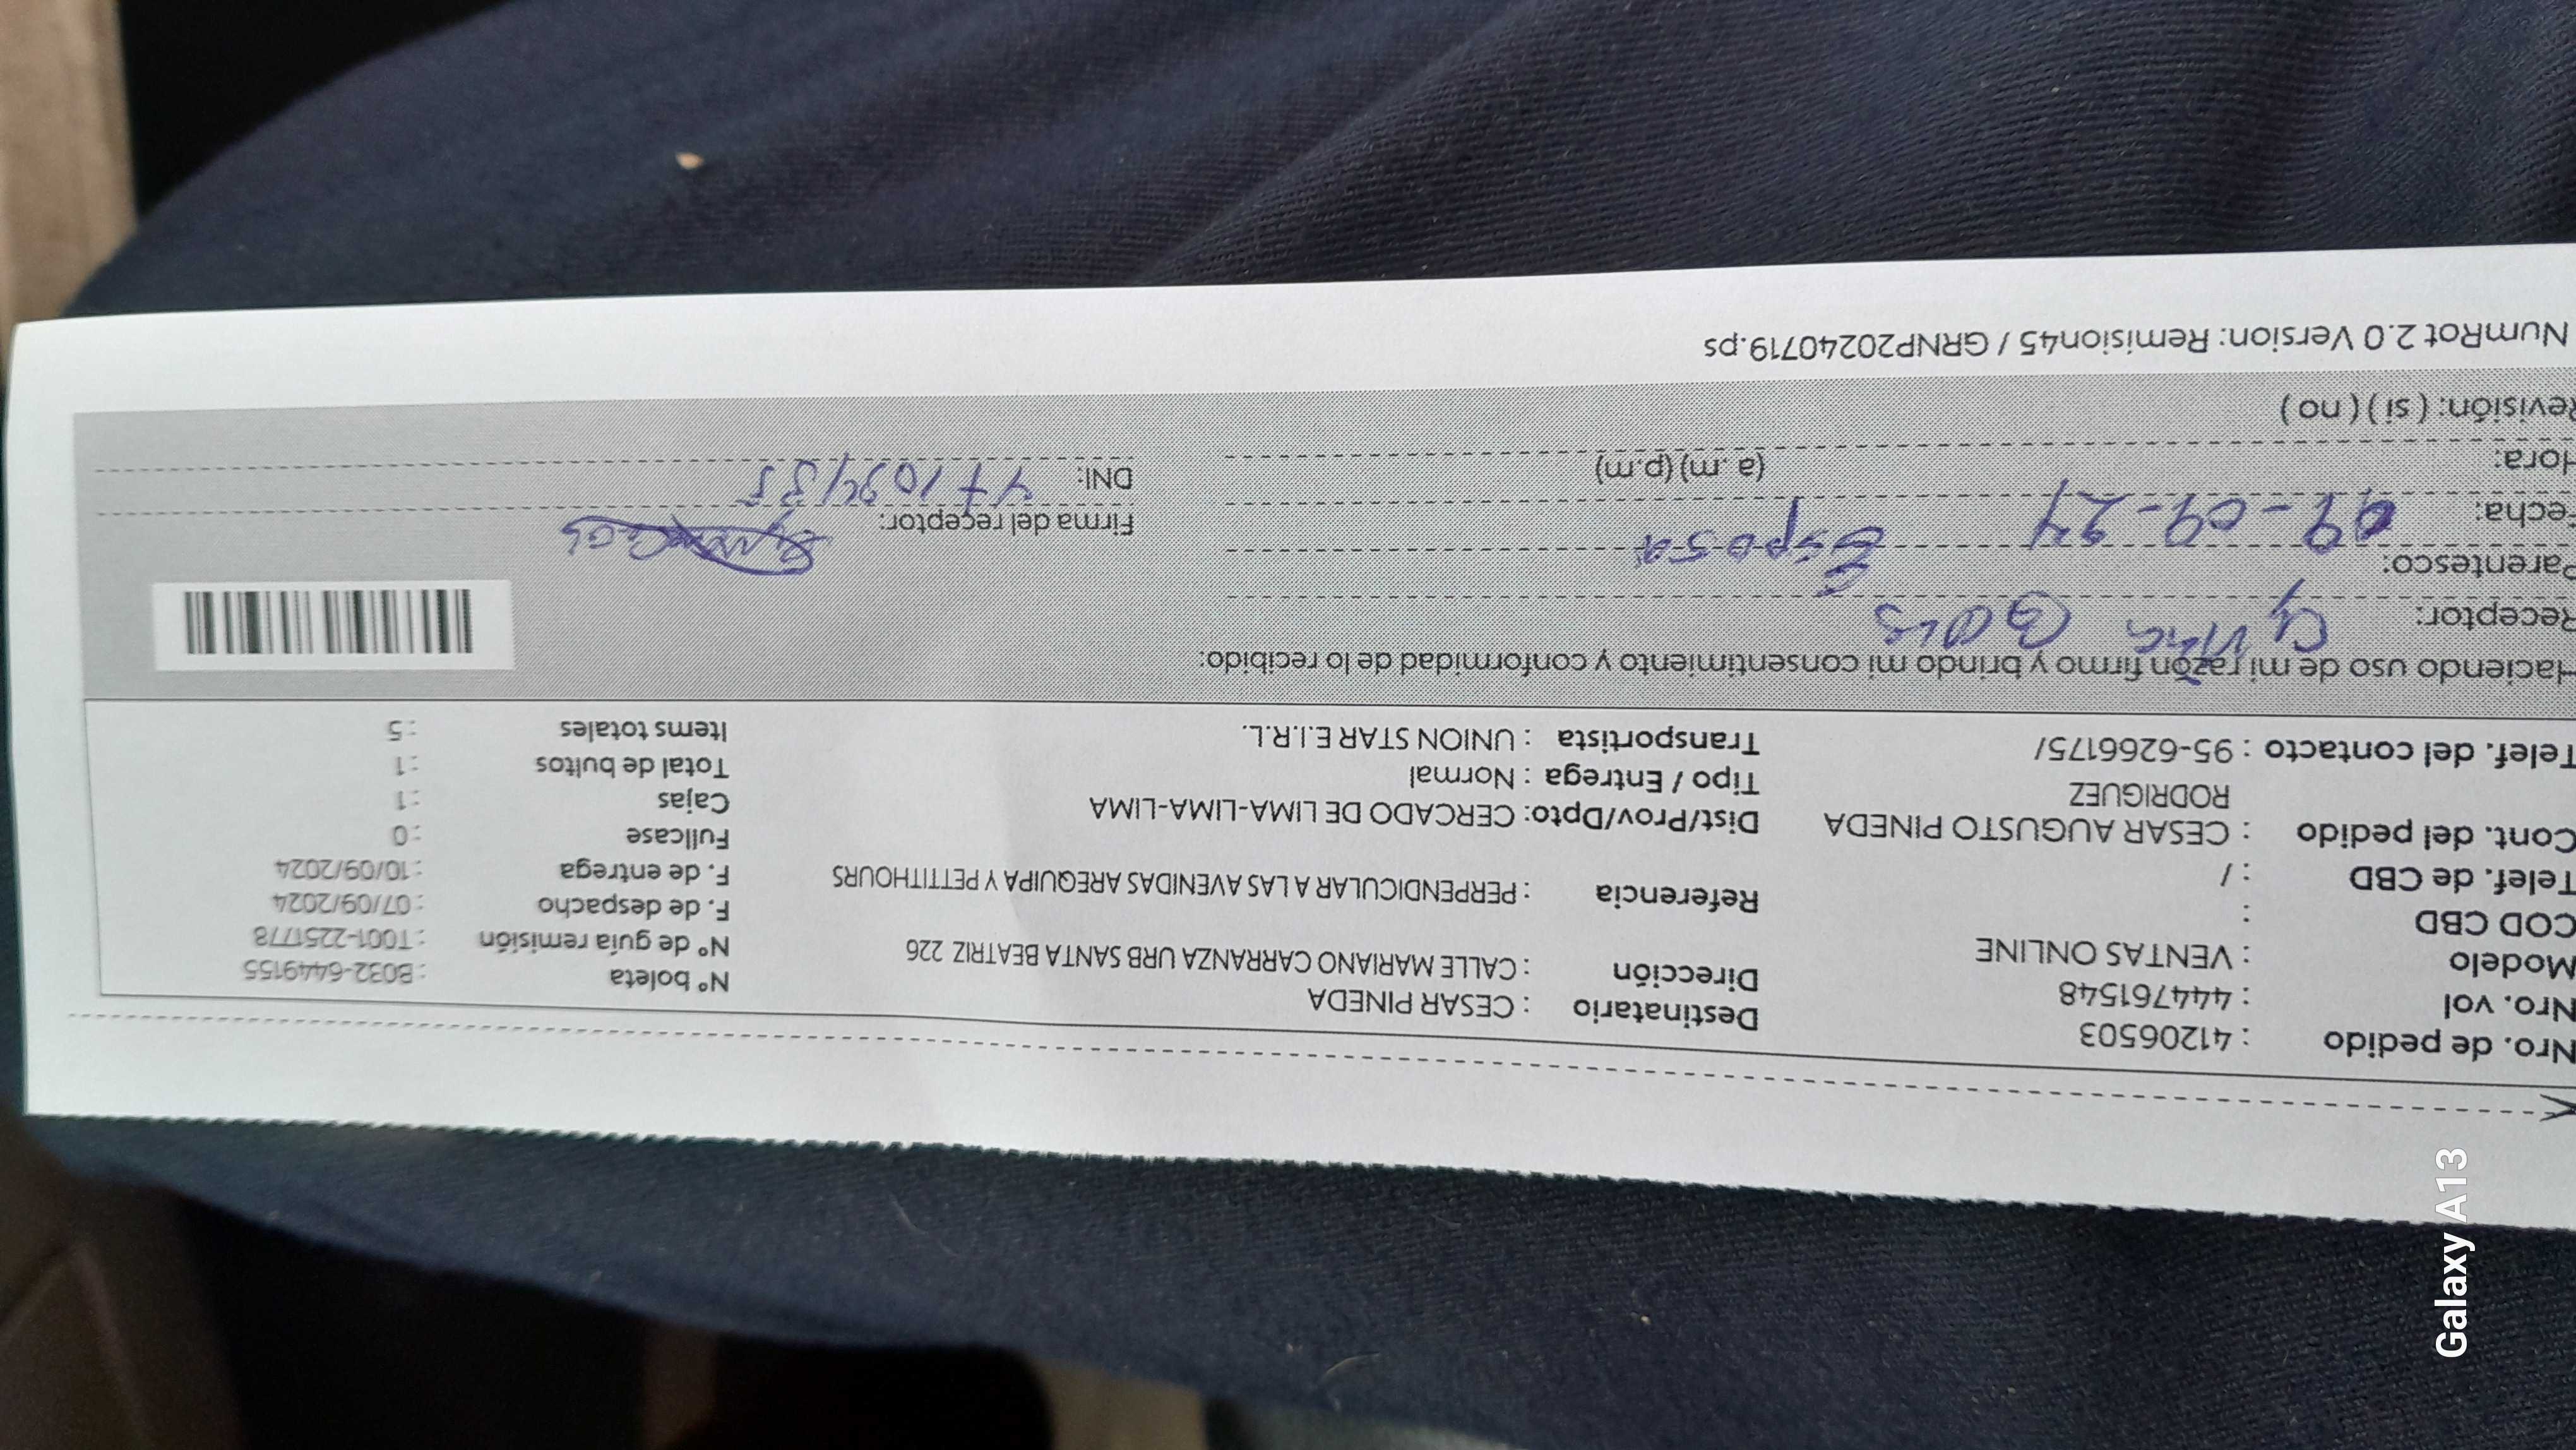 Nro. de pedido : 41206503
Nro. vol : 444761548
Modelo : VENTAS ONLINE
COD CBD :
Telef. de CBD : /
Cont. del pedido : CESAR AUGUSTO PINEDA
RODRIGUEZ
Telef. del contacto : 95-6266175/
Destinatario : CESAR PINEDA
Dirección : CALLE MARIANO CARRANZA URB SANTA BEATRIZ 226
Referencia : PERPENDICULAR A LAS AVENIDAS AREQUIPA Y PETTITHOURS
Dist/Prov/Dpto: CERCADO DE LIMA-LIMA-LIMA
Tipo / Entrega : Normal
Transportista : UNION STAR E.I.R.L.
N° boleta : B032-6449155
N° de guía remisión : T001-2251778
F. de despacho : 07/09/2024
F. de entrega : 10/09/2024
Fullcase : 0
Cajas : 1
Total de bultos : 1
Items totales : 5
Haciendo uso de mi razón firmo y brindo mi consentimiento y conformidad de lo recibido:
Receptor:
Parentesco: Esposa
Fecha: 09-09-24
Hora: (a .m) (p.m)
Revisión: ( si ) ( no )
Firma del receptor:
DNI:
NumRot 2.0 Version: Remision45 / GRNP20240719.ps
Galaxy A13